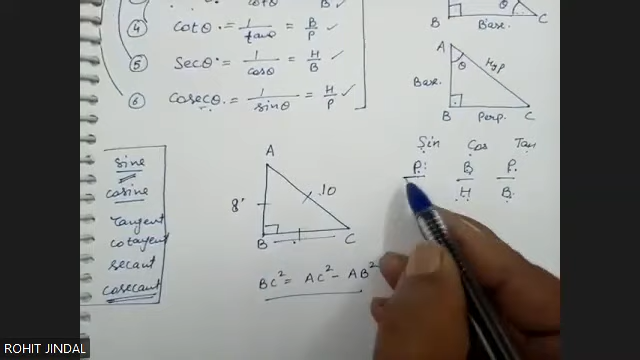 B
④ cotθ = 1/tanθ = B/P ✓
⑤ Secθ = 1/cosθ = H/B ✓
⑥ Cosecθ = 1/sinθ = H/P ✓
sine
cosine
tangent
cotangent
secant
cosecant
A
8
10
B
C
BC² = AC² - AB²
θ
B
Base.
C
A
θ
Hyp
Base.
B
Perp.
C
Sin Cos Tan
P B P
H B
ROHIT JINDAL